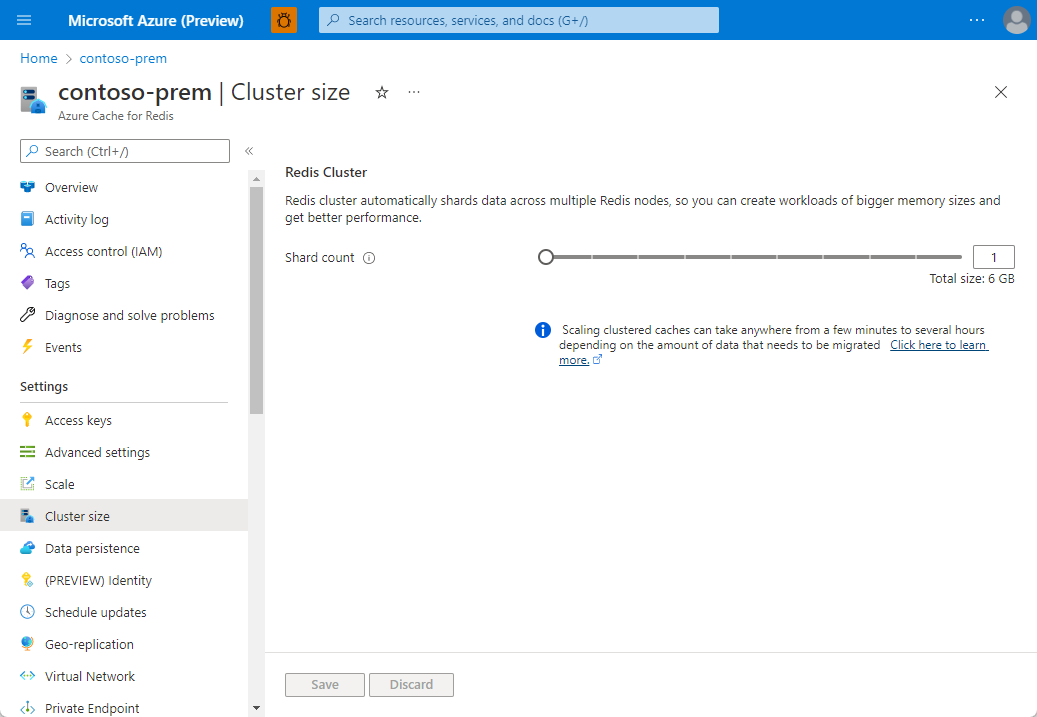 Microsoft Azure (Preview)
Search resources, services, and docs (G+/)
Home > contoso-prem
contoso-prem | Cluster size
Azure Cache for Redis
Search (Ctrl+/)
Overview
Activity log
Access control (IAM)
Tags
Diagnose and solve problems
Events
Settings
Access keys
Advanced settings
Scale
Cluster size
Data persistence
(PREVIEW) Identity
Schedule updates
Geo-replication
Virtual Network
Private Endpoint
Redis Cluster
Redis cluster automatically shards data across multiple Redis nodes, so you can create workloads of bigger memory sizes and
get better performance.
Shard count
1
Total size: 6 GB
Scaling clustered caches can take anywhere from a few minutes to several hours
depending on the amount of data that needs to be migrated Click here to learn
more.
Save
Discard